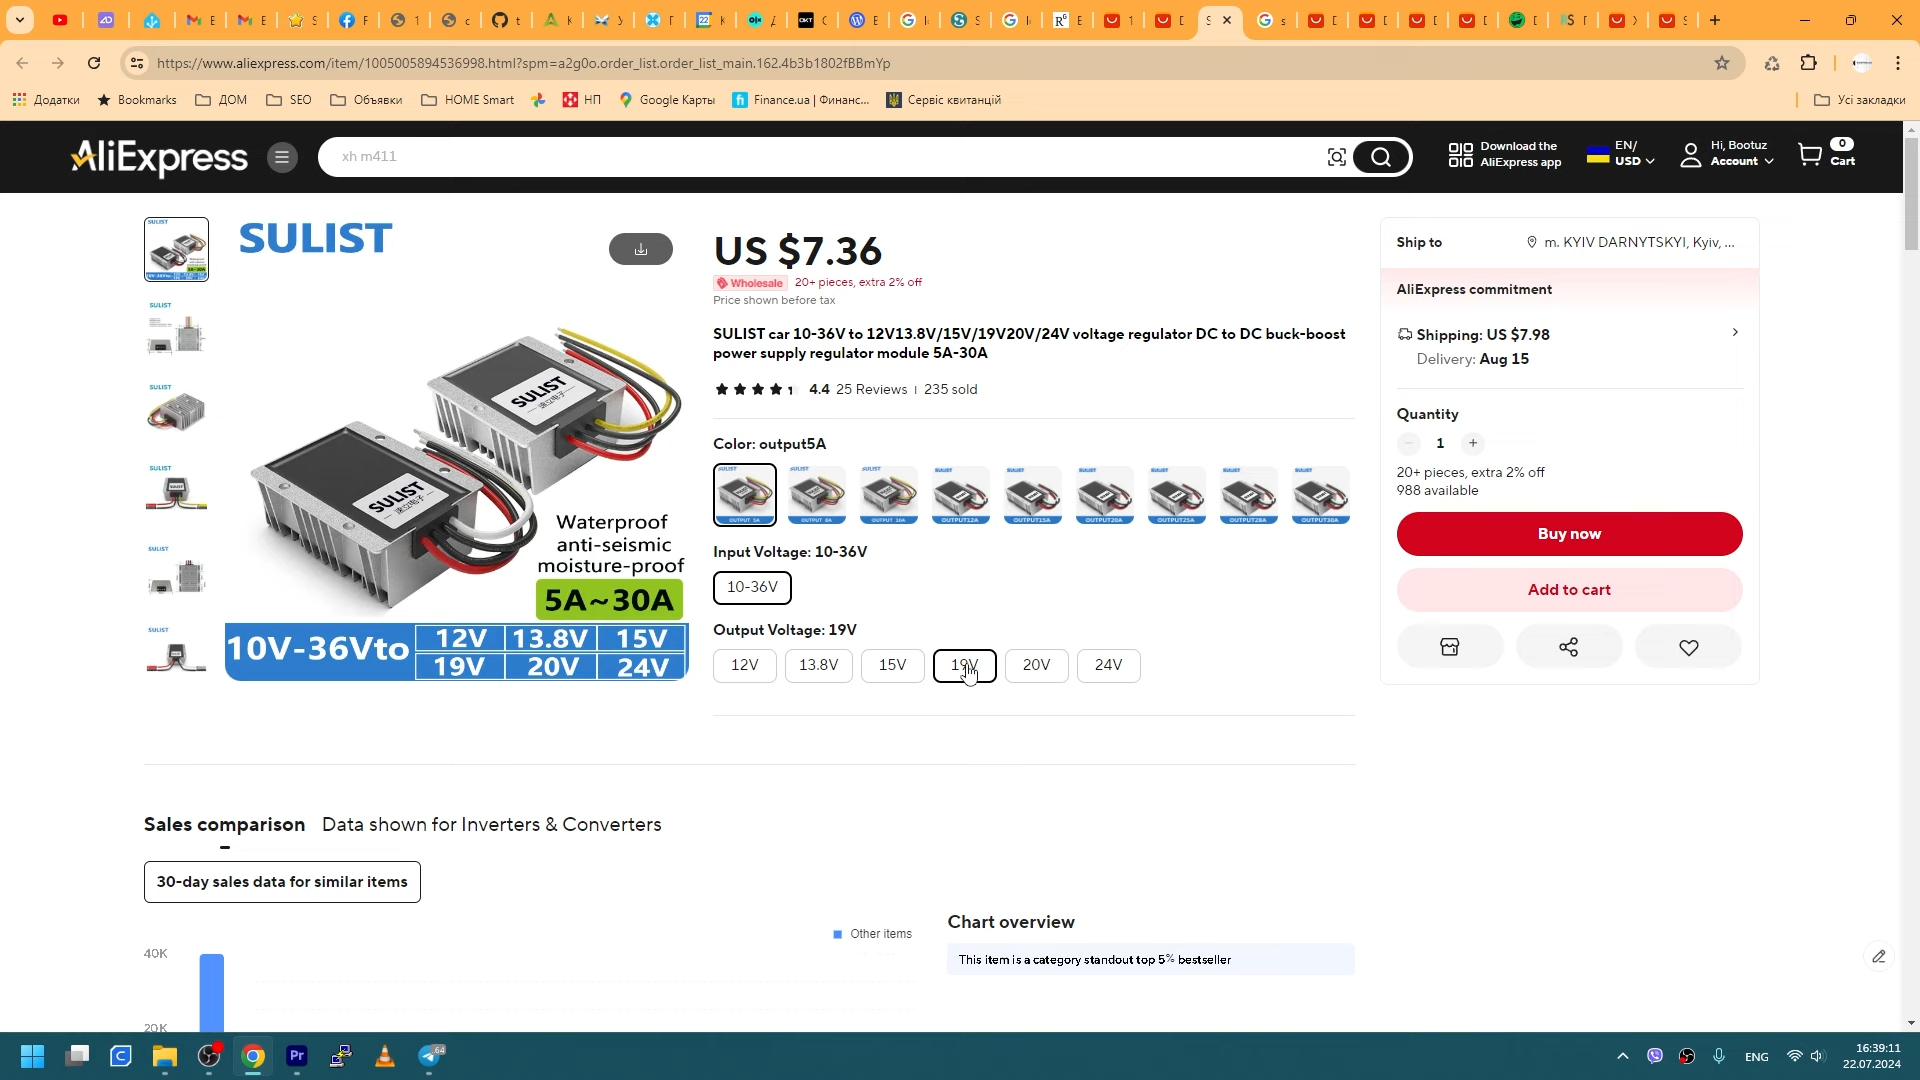 https://www.aliexpress.com/item/1005005894536998.html?spm=a2g0o.order_list.order_list_main.162.4b3b1802fBBmYp
Додатки
Bookmarks
ДОМ
SEO
Объявки
HOME Smart
НП
Google Карты
Finance.ua | Финанс...
Сервіс квитанцій
Усі закладки
AliExpress
xh m411
Download the
AliExpress app
EN/
USD
Hi, Bootuz
Account
0
Cart
SULIST
SULIST
SULIST
Waterproof
anti-seismic
moisture-proof
5A~30A
10V-36Vto
12V 13.8V 15V
19V 20V 24V
US $7.36
Wholesale 20+ pieces, extra 2% off
Price shown before tax
SULIST car 10-36V to 12V13.8V/15V/19V20V/24V voltage regulator DC to DC buck-boost
power supply regulator module 5A-30A
4.4 25 Reviews | 235 sold
Color: output5A
Input Voltage: 10-36V
10-36V
Output Voltage: 19V
12V 13.8V 15V 19V 20V 24V
Ship to
m. KYIV DARNYTSKYI, Kyiv, ...
AliExpress commitment
Shipping: US $7.98
Delivery: Aug 15
Quantity
1
20+ pieces, extra 2% off
988 available
Buy now
Add to cart
Sales comparison Data shown for Inverters & Converters
30-day sales data for similar items
Other items
40K
20K
Chart overview
This item is a category standout top 5% bestseller
ENG
16:39:11
22.07.2024